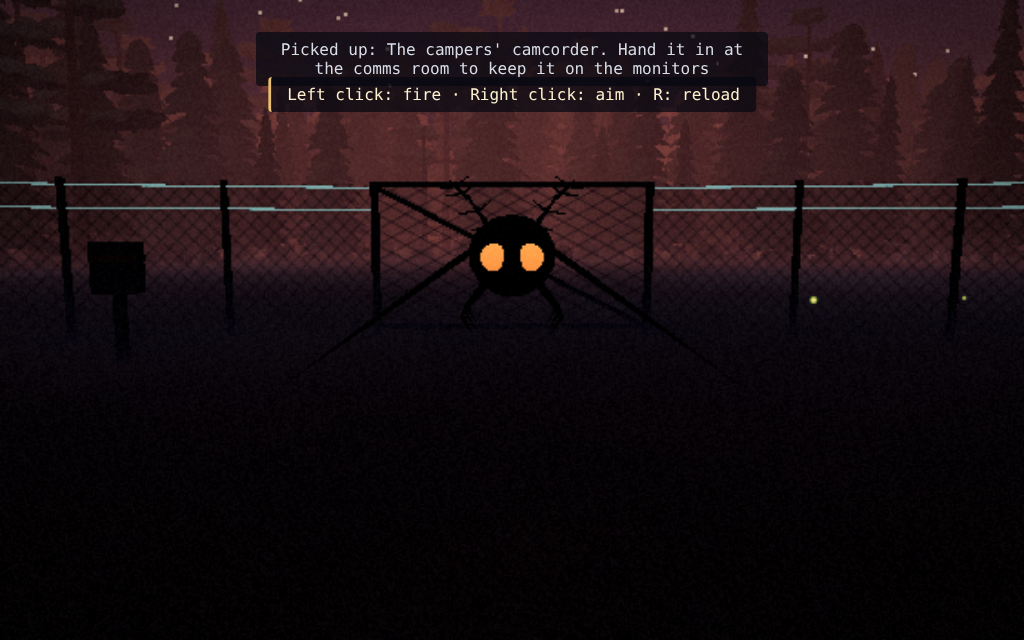 Picked up: The campers' camcorder. Hand it in at
the comms room to keep it on the monitors
Left click: fire · Right click: aim · R: reload